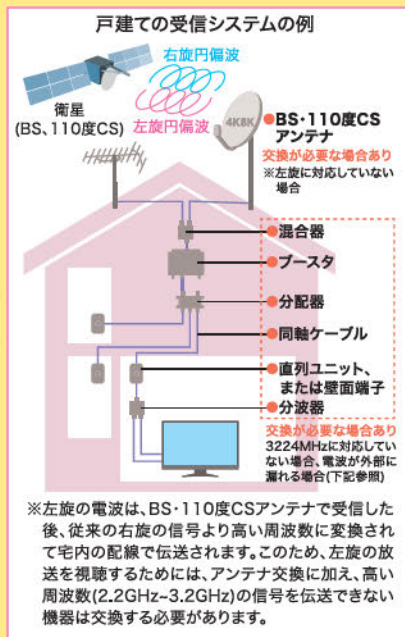 戸建ての受信システムの例
右旋円偏波
衛星
(BS、110度CS)
左旋円偏波
4K8K
●BS・110度CS
アンテナ
交換が必要な場合あり
※左旋に対応していない
場合
●混合器
●ブースタ
●分配器
●同軸ケーブル
●直列ユニット、
または壁面端子
●分波器
交換が必要な場合あり
3224MHzに対応してい
ない場合、電波が外部に
漏れる場合(下記参照)
※左旋の電波は、BS・110度CSアンテナで受信した
後、従来の右旋の信号より高い周波数に変換され
て宅内の配線で伝送されます。このため、左旋の放
送を視聴するためには、アンテナ交換に加え、高い
周波数(2.2GHz~3.2GHz)の信号を伝送できない
機器は交換する必要があります。